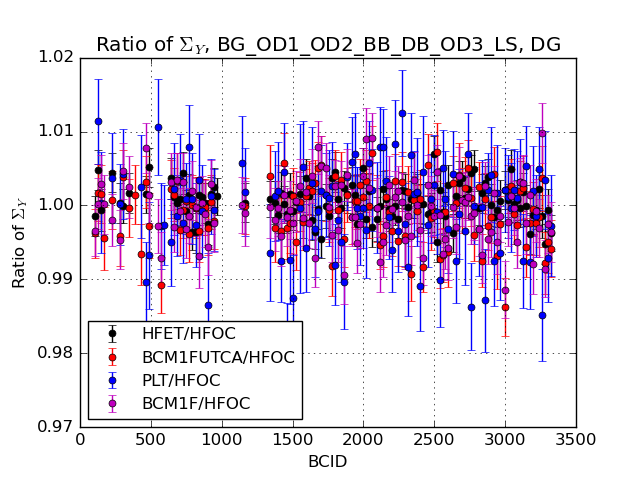 Ratio of Σ_Y, BG_OD1_OD2_BB_DB_OD3_LS, DG
1.02
1.01
1.00
0.99
0.98
0.97
Ratio of Σ_Y
HFET/HFOC
BCM1FUTCA/HFOC
PLT/HFOC
BCM1F/HFOC
0 500 1000 1500 2000 2500 3000 3500
BCID